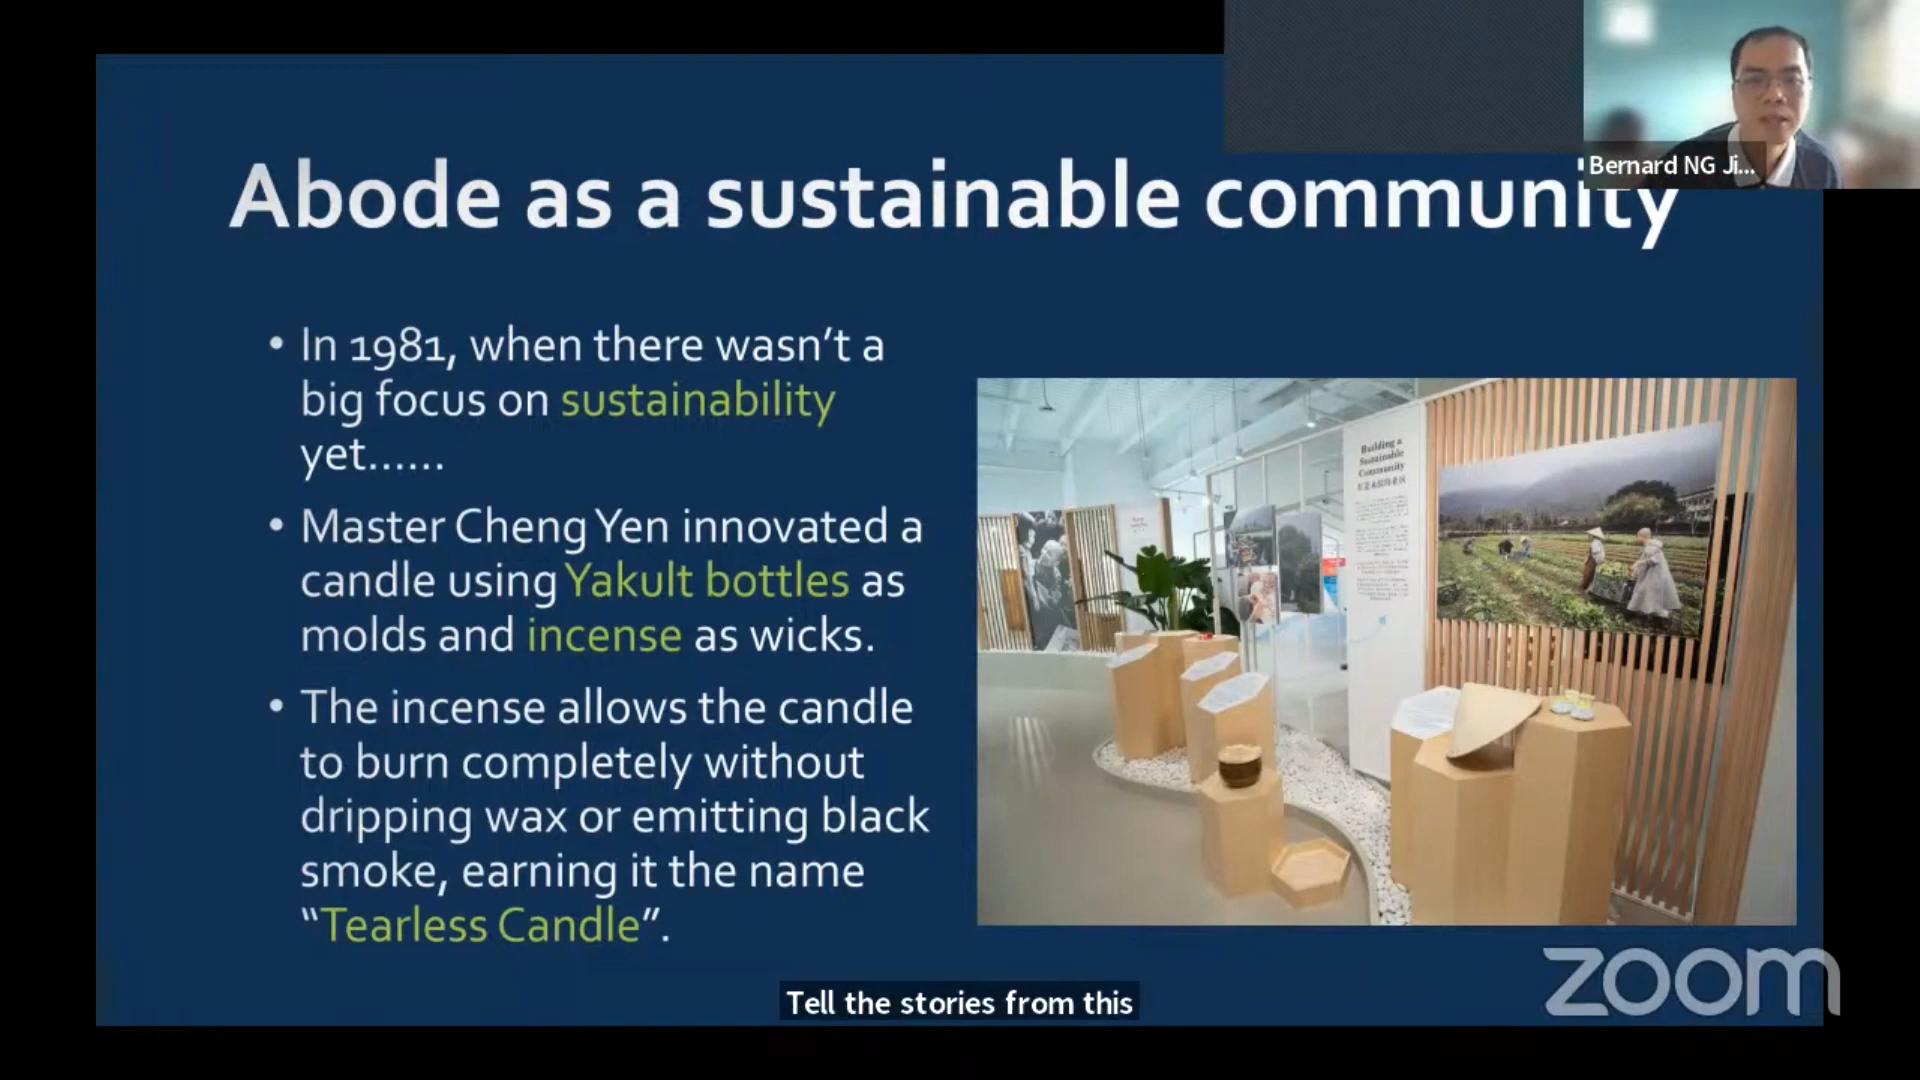 Bernard NG Ji...
Abode as a sustainable community
• In 1981, when there wasn't a
big focus on sustainability
yet......
• Master Cheng Yen innovated a
candle using Yakult bottles as
molds and incense as wicks.
• The incense allows the candle
to burn completely without
dripping wax or emitting black
smoke, earning it the name
“Tearless Candle”.
Building a
Sustainable
Community
Tell the stories from this
zoom